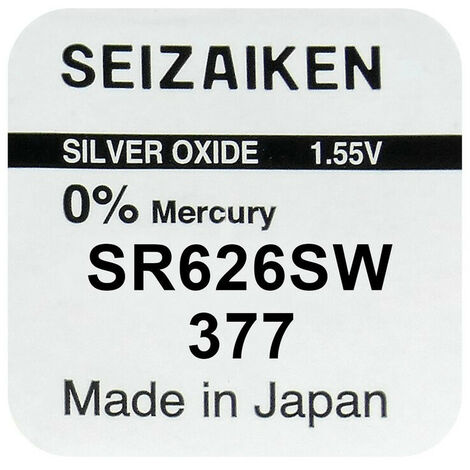 SEIZAIKEN
SILVER OXIDE 1.55V
0% Mercury
SR626SW
377
Made in Japan